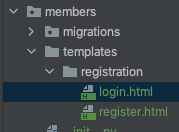 members
migrations
templates
registration
login.html
register.html